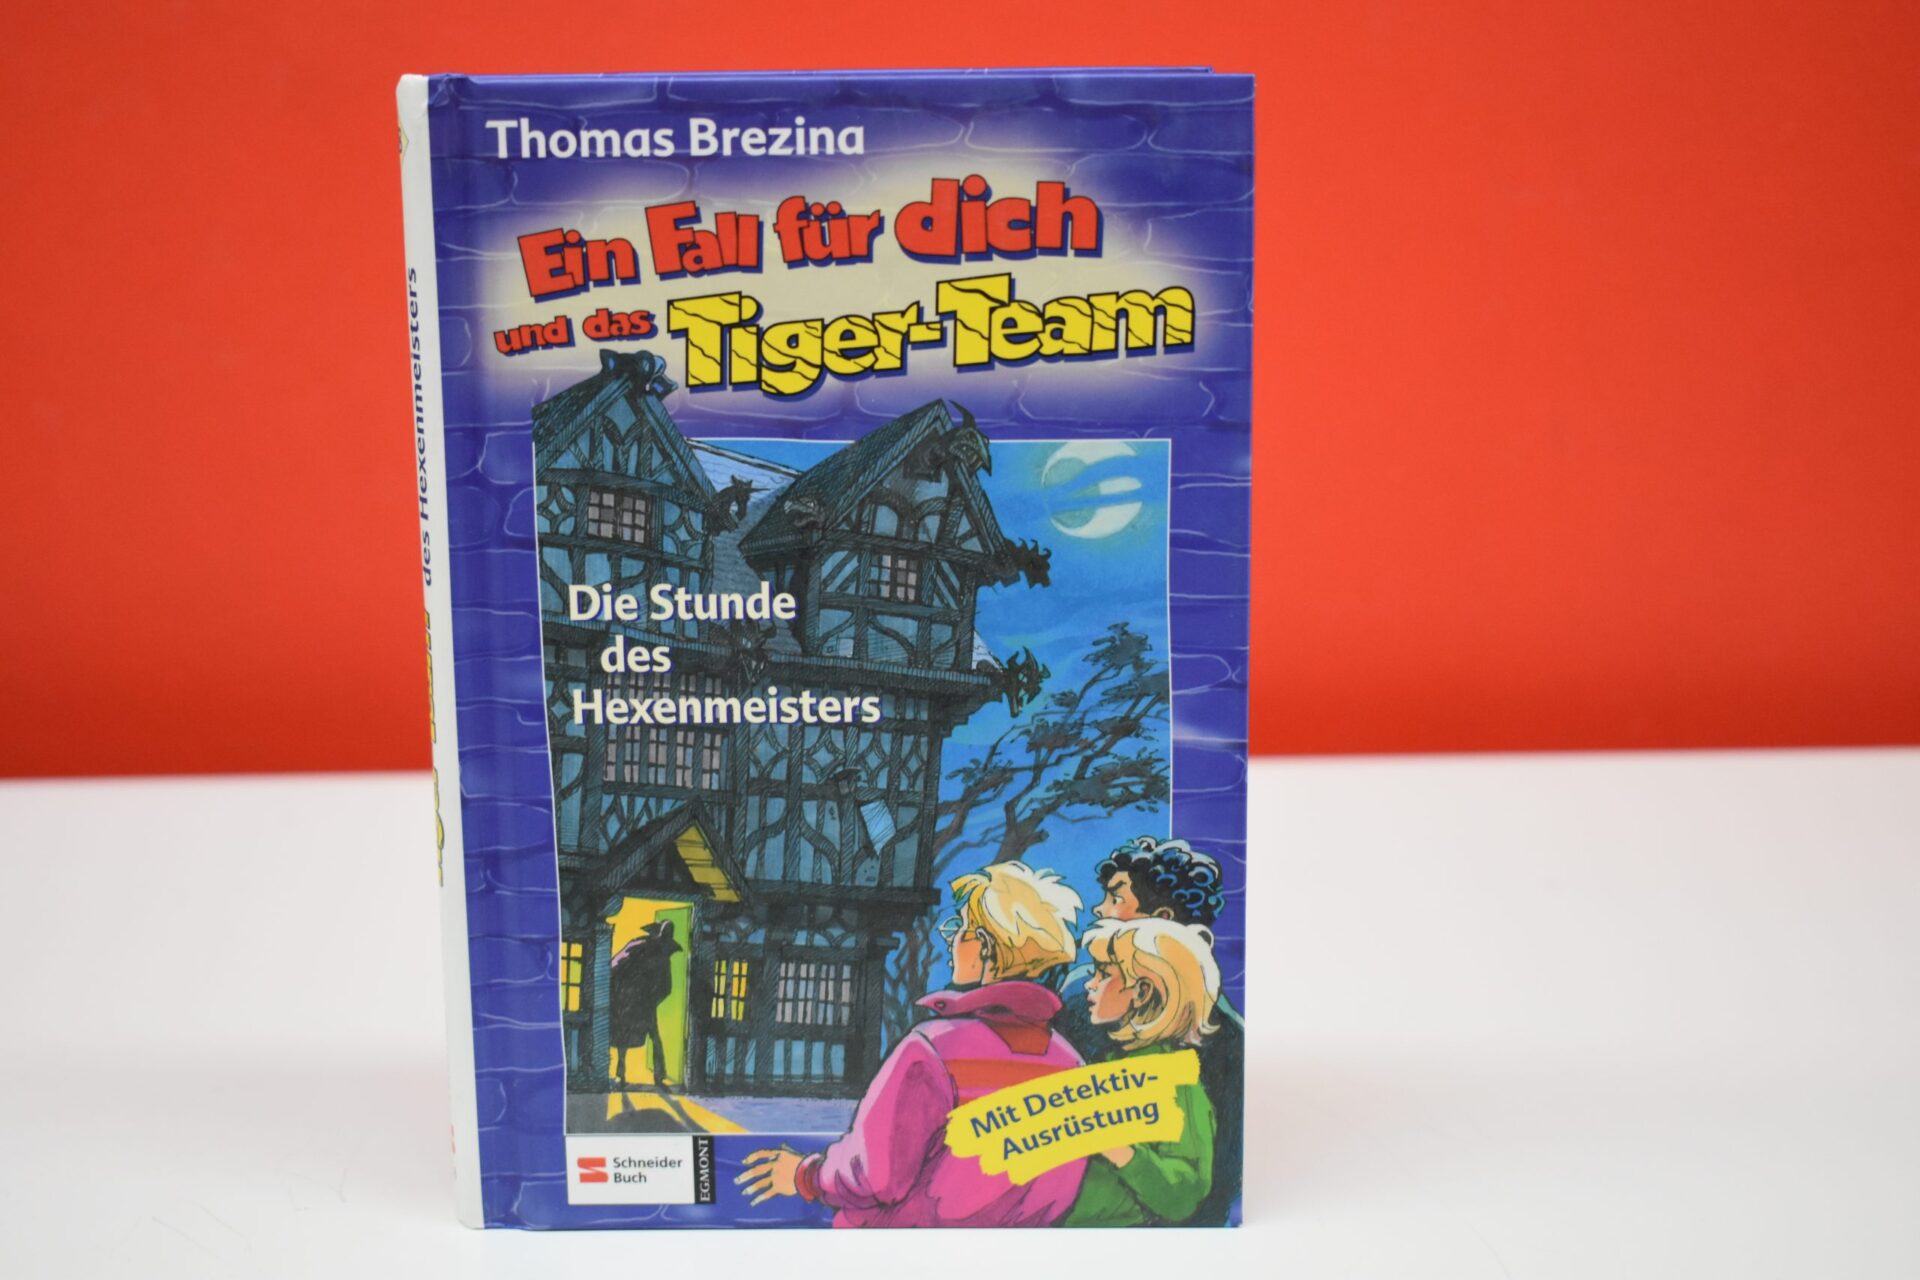 Thomas Brezina
Ein Fall für dich
und das Tiger-Team
Die Stunde
des
Hexenmeisters
Mit Detektiv-
Ausrüstung
Schneider
Buch
EGMONT
des Hexenmeisters